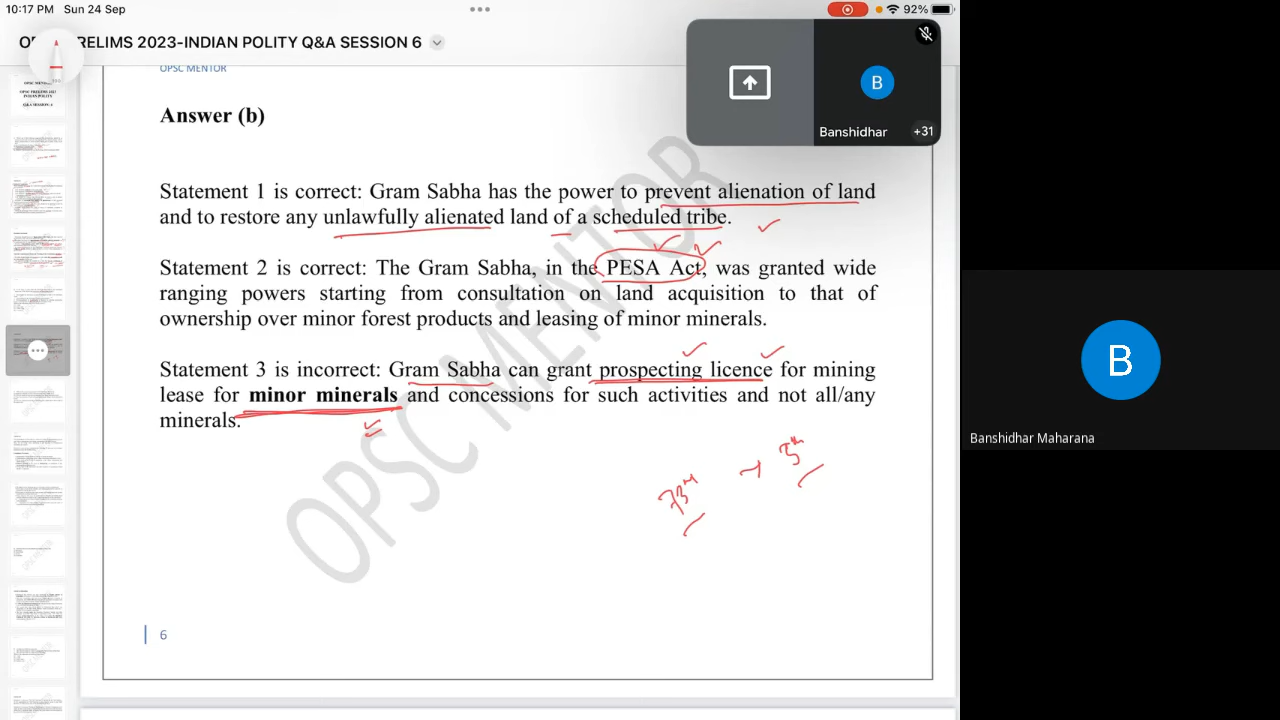 10:17 PM Sun 24 Sep
92%
RELIMS 2023-INDIAN POLITY Q&A SESSION 6
OPSC MENTOR
B
Banshidhar
+31
Answer (b)
Statement 1 is correct: Gram Sabha has the power to prevent alienation of land
and to restore any unlawfully alienated land of a scheduled tribe.
Statement 2 is correct: The Gram Sabha, in the PESA Act, was granted wide
ranging powers starting from consultation on land acquisition to that of
ownership over minor forest products and leasing of minor minerals.
Statement 3 is incorrect: Gram Sabha can grant prospecting licence for mining
lease for minor minerals and concessions for such activities and not all/any
minerals.
73rd → 5th
OPSC MENTOR
6
B
Banshidhar Maharana